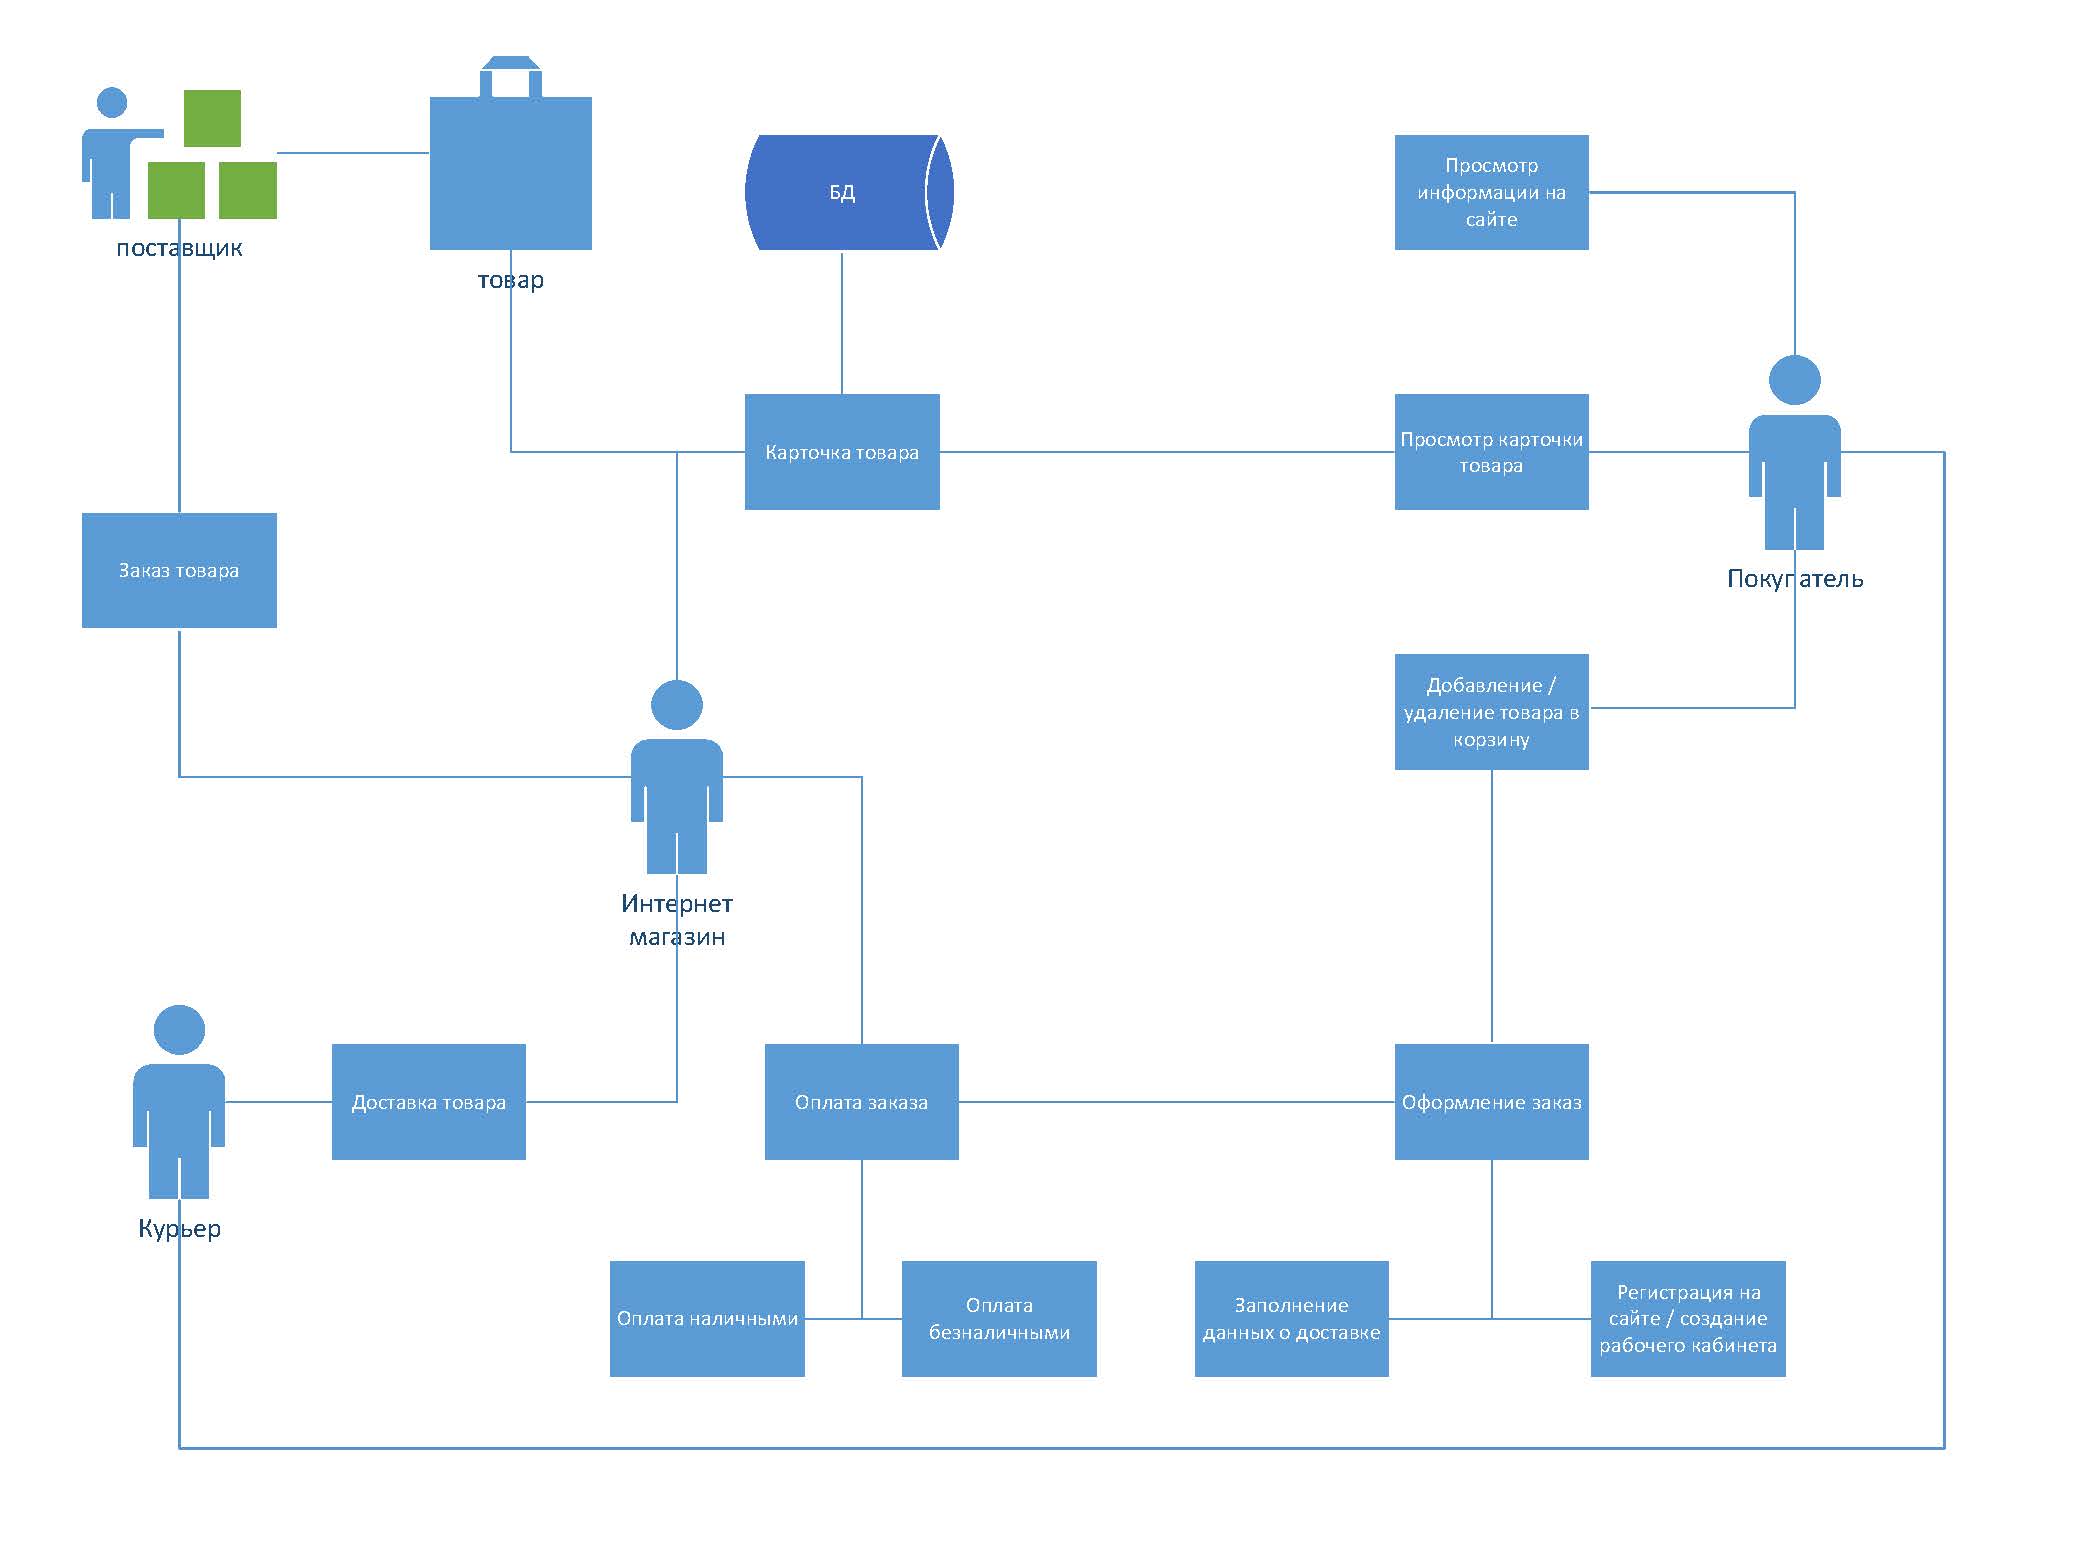 поставщик
товар
БД
Просмотр
информации на
сайте
Карточка товара
Просмотр карточки
товара
Заказ товара
Покупатель
Добавление /
удаление товара в
корзину
Интернет
магазин
Доставка товара
Оплата заказа
Оформление заказ
Курьер
Оплата наличными
Оплата
безналичными
Заполнение
данных о доставке
Регистрация на
сайте / создание
рабочего кабинета